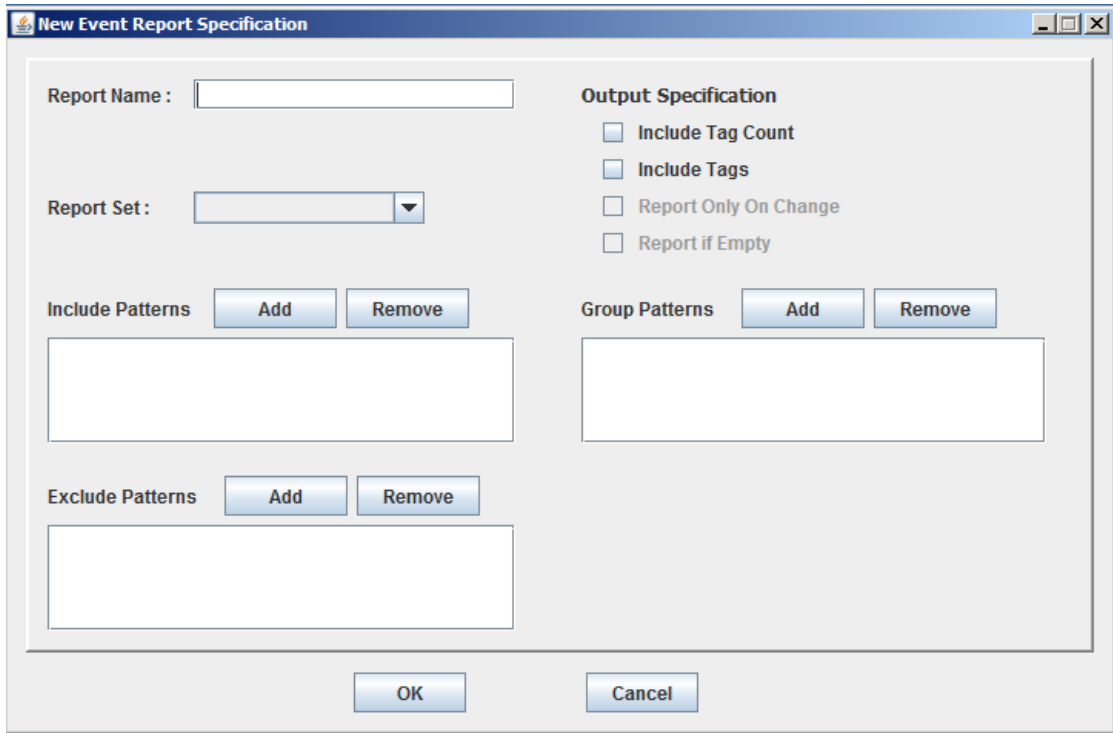 New Event Report Specification
Report Name :
Output Specification
Include Tag Count
Include Tags
Report Set :
Report Only On Change
Report if Empty
Include Patterns Add Remove
Group Patterns Add Remove
Exclude Patterns Add Remove
OK Cancel